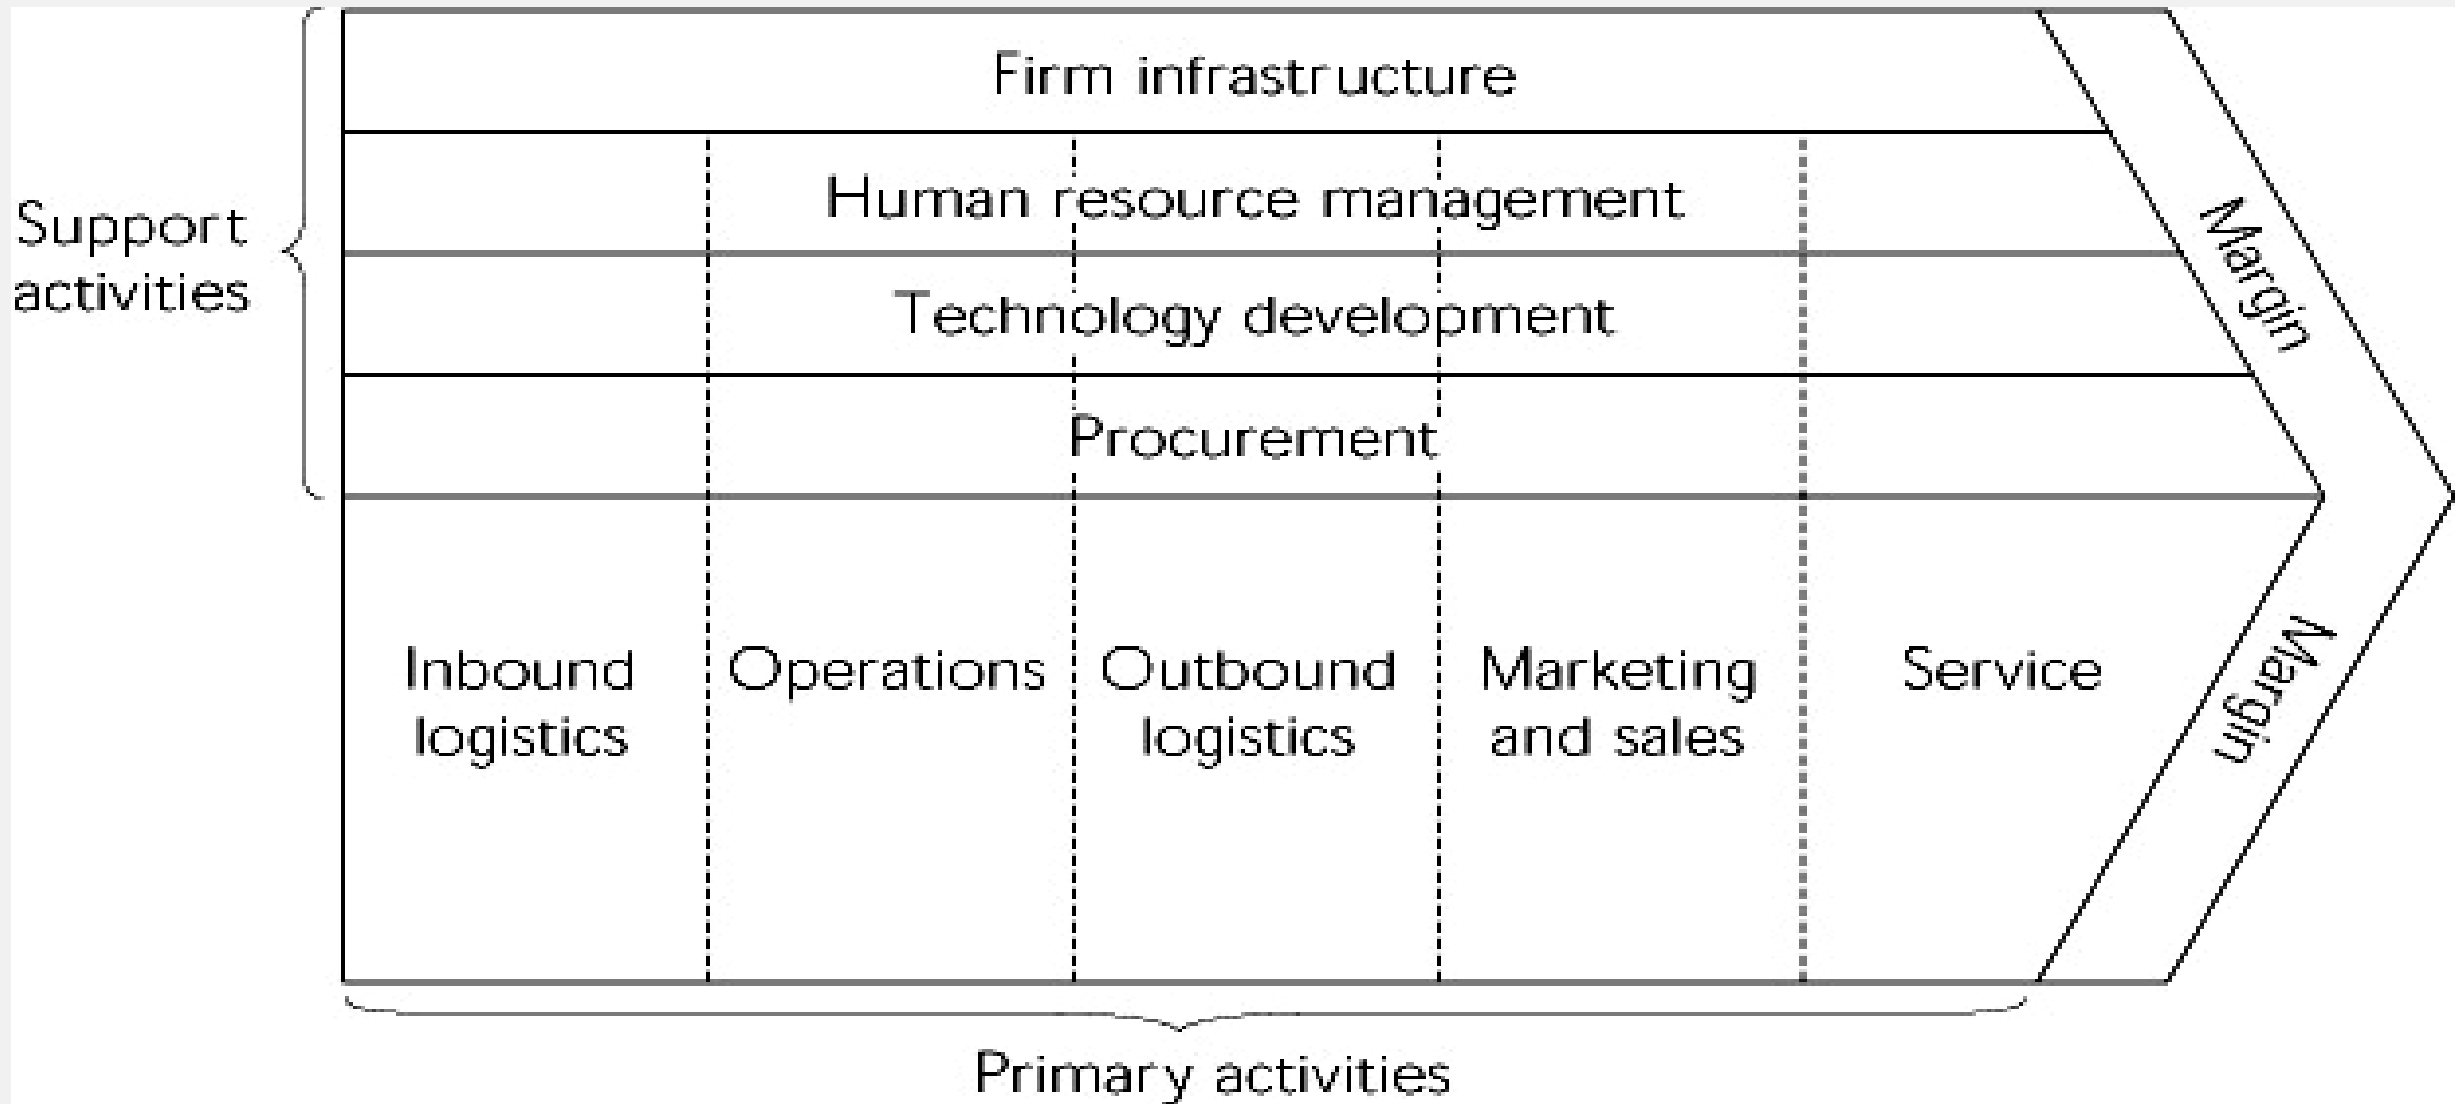 Firm infrastructure
Human resource management
Support
activities
Technology development
Procurement
Margin
Inbound
logistics
Operations
Outbound
logistics
Marketing
and sales
Service
Margin
Primary activities